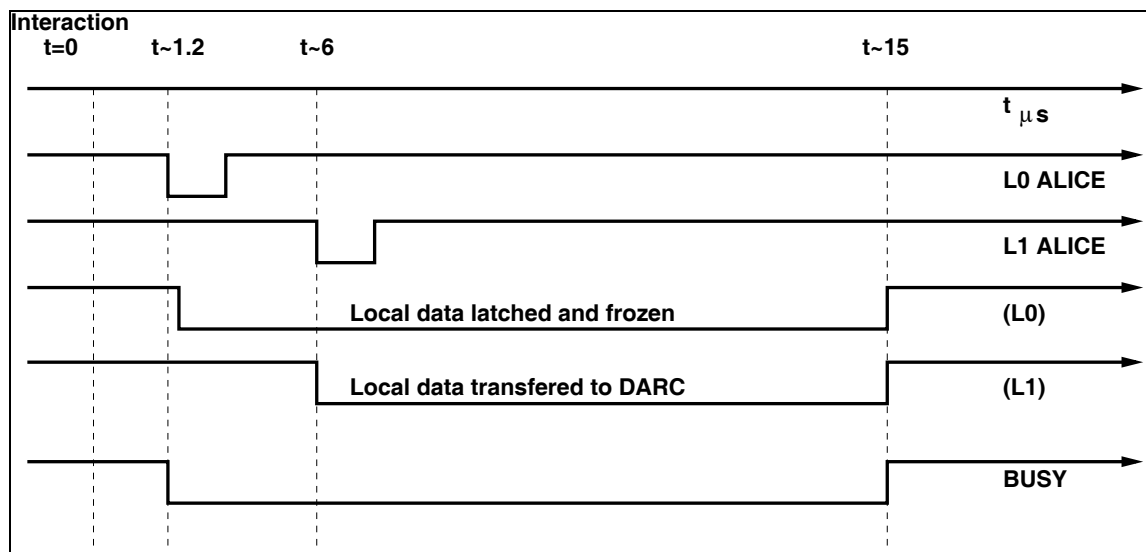 Interaction
t=0 t~1.2 t~6 t~15
t μs
L0 ALICE
L1 ALICE
Local data latched and frozen (L0)
Local data transfered to DARC (L1)
BUSY